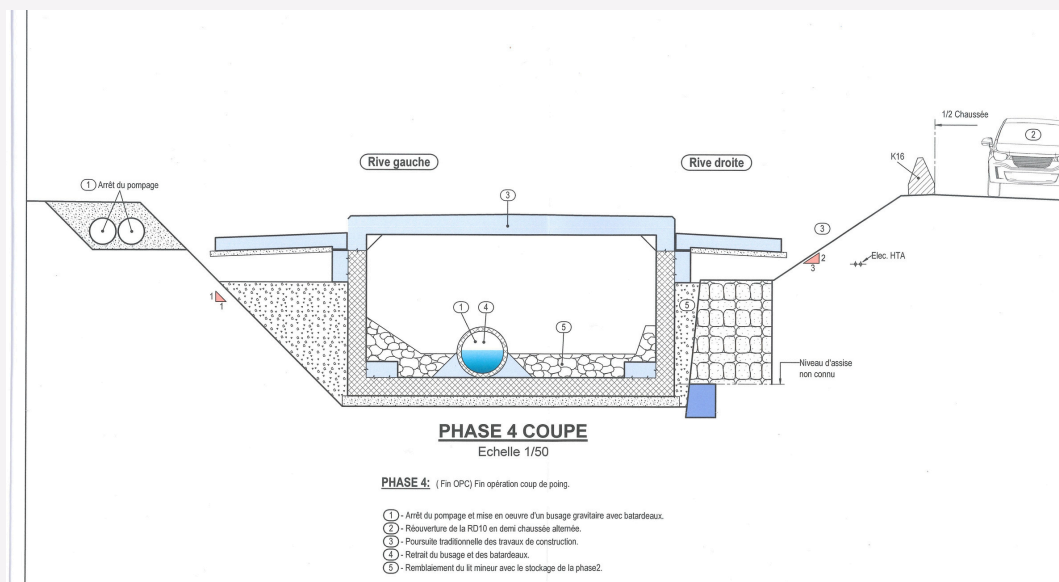 1/2 Chaussée
2
K16
Rive gauche
Rive droite
1 Arrêt du pompage
3
3
2
3
Elec. HTA
1
1
1
4
5
5
Niveau d'assise
non connu
PHASE 4 COUPE
Echelle 1/50
PHASE 4: ( Fin OPC) Fin opération coup de poing.
1 - Arrêt du pompage et mise en oeuvre d'un busage gravitaire avec batardeaux.
2 - Réouverture de la RD10 en demi chaussée alternée.
3 - Poursuite traditionnelle des travaux de construction.
4 - Retrait du busage et des batardeaux.
5 - Remblaiement du lit mineur avec le stockage de la phase2.